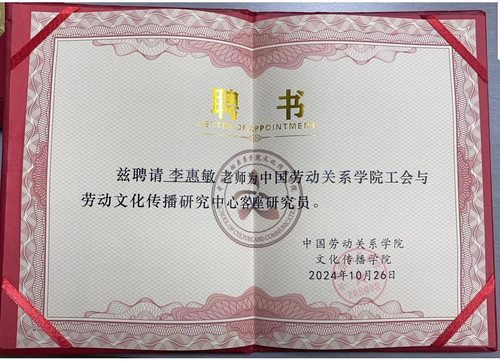 聘书
LETTER OF APPOINTMENT
兹聘请 李惠敏 老师为中国劳动关系学院工会与
劳动文化传播研究中心客座研究员。
中国劳动关系学院
文化传播学院
2024年10月26日